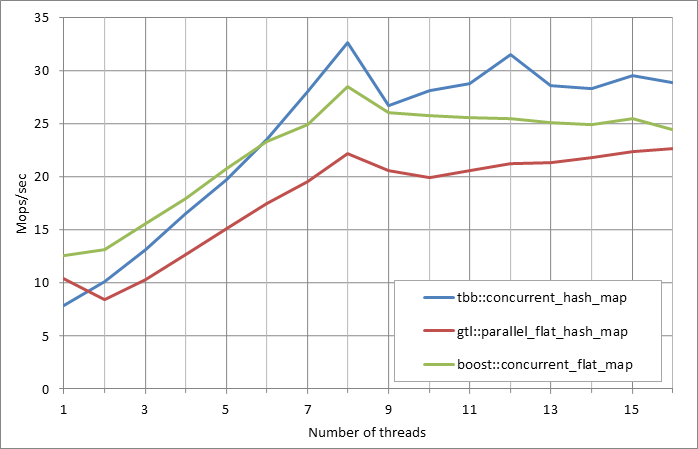 35
30
25
20
15
10
5
0
Mops/sec
tbb::concurrent_hash_map
gtl::parallel_flat_hash_map
boost::concurrent_flat_map
1 3 5 7 9 11 13 15
Number of threads